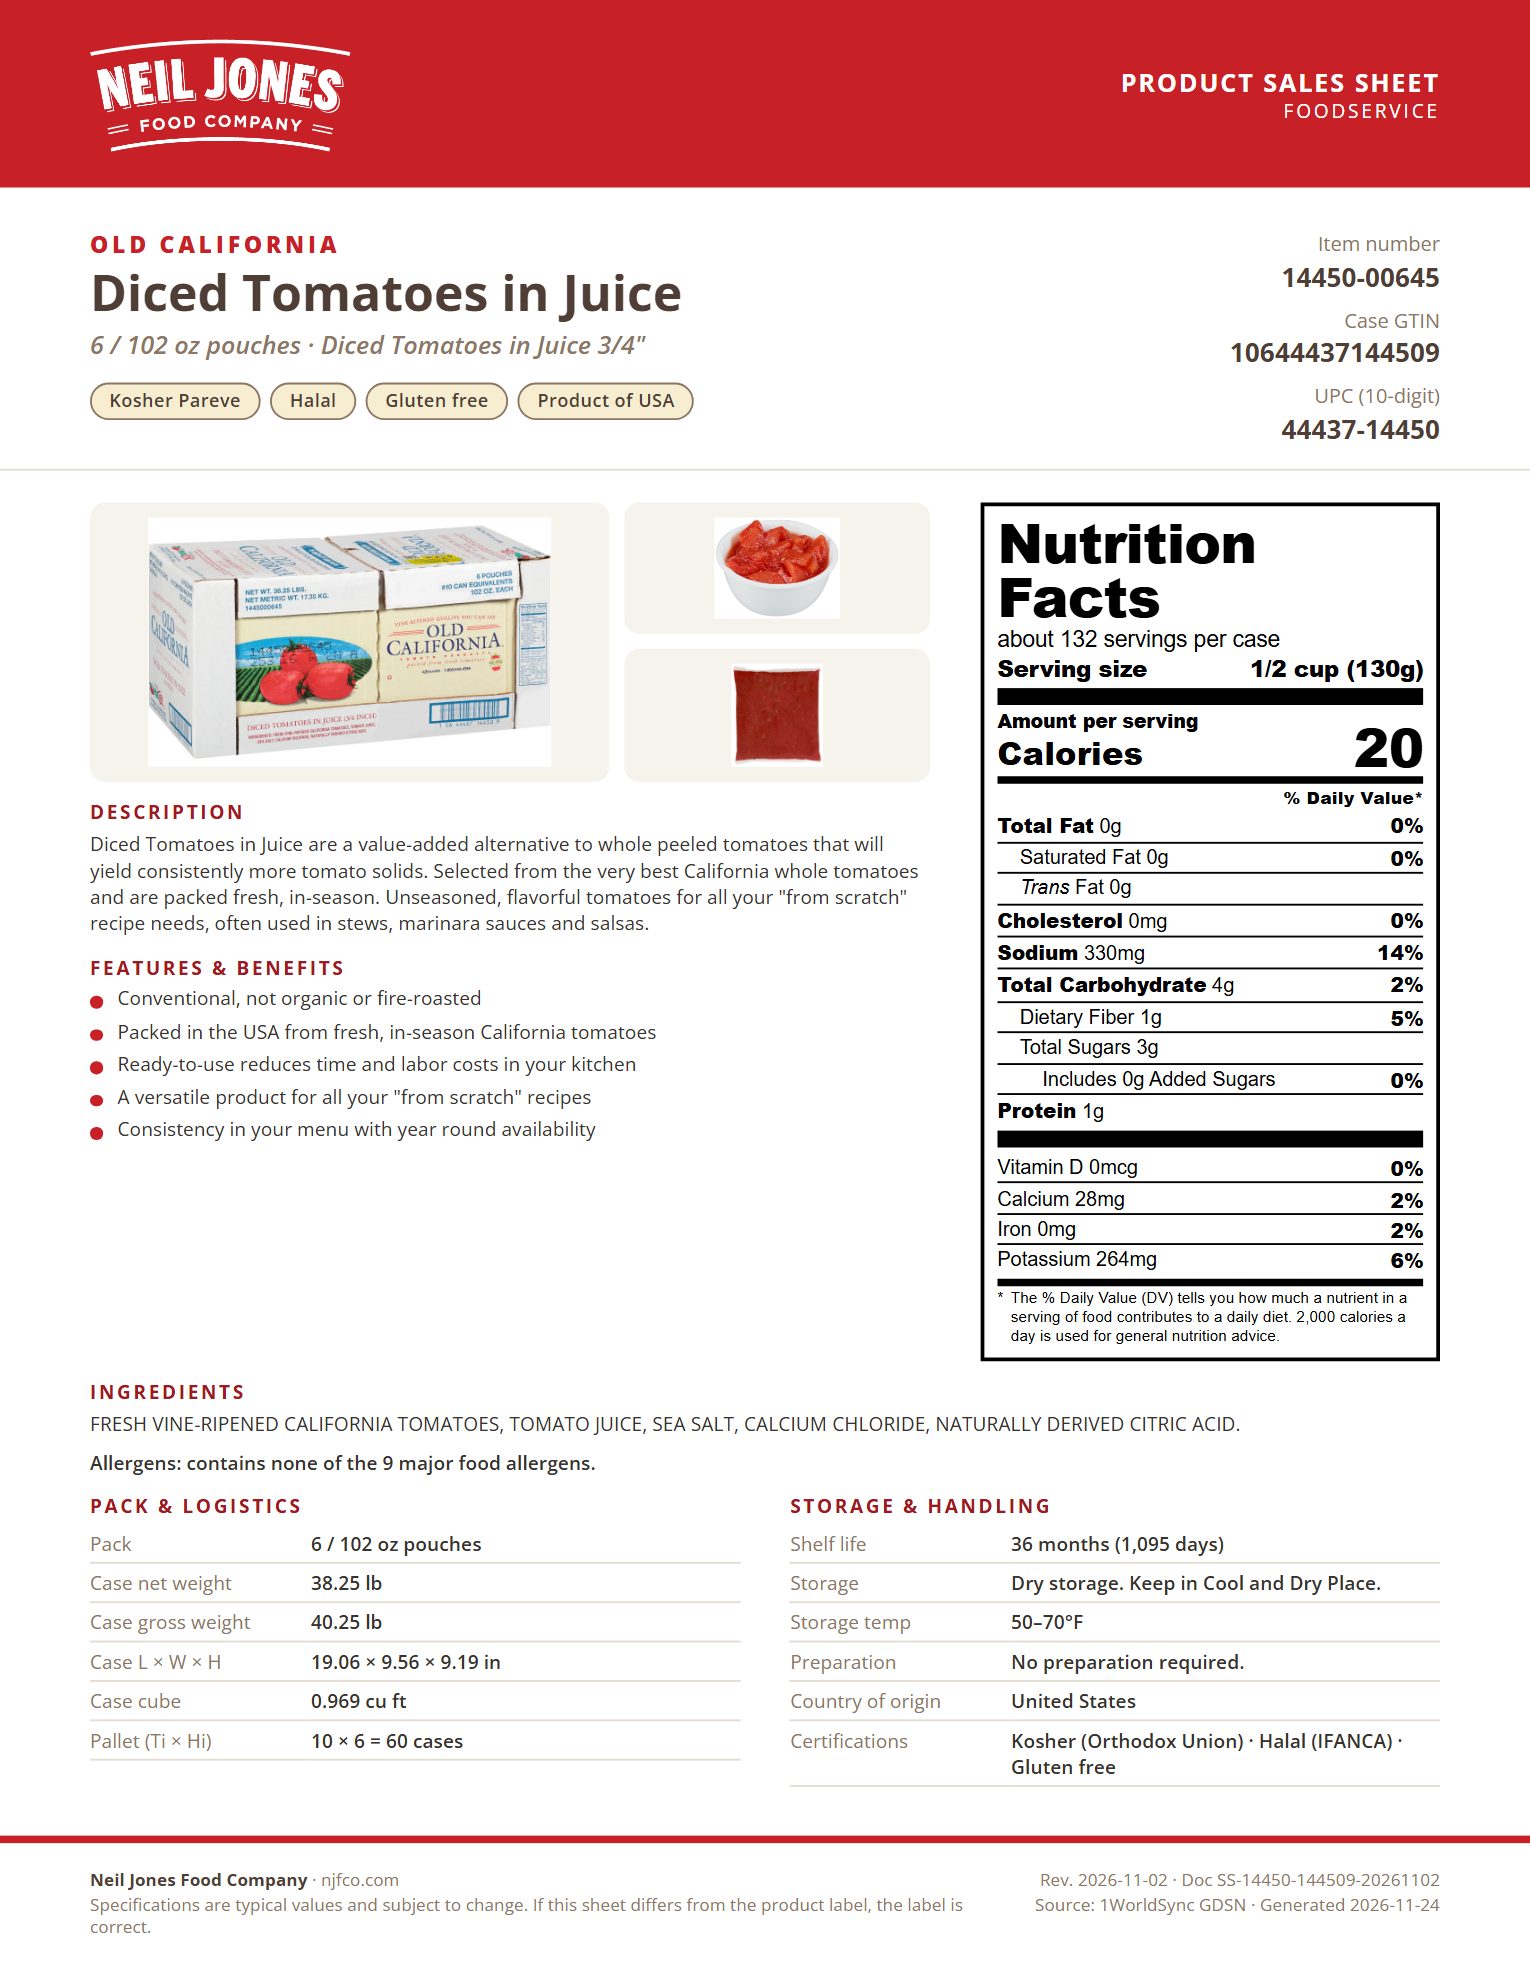 NEIL JONES
FOOD COMPANY
PRODUCT SALES SHEET
FOODSERVICE
OLD CALIFORNIA
Diced Tomatoes in Juice
6 / 102 oz pouches · Diced Tomatoes in Juice 3/4"
Kosher Pareve
Halal
Gluten free
Product of USA
Item number
14450-00645
Case GTIN
10644437144509
UPC (10-digit)
44437-14450
NET WT. 38.25 LBS.
NET METRIC WT. 17.35 KG.
1445000645
6 POUCHES
#10 CAN EQUIVALENTS
102 OZ. EACH
OLD
CALIFORNIA
DICED TOMATOES IN JUICE (3/4 INCH)
DESCRIPTION
Diced Tomatoes in Juice are a value-added alternative to whole peeled tomatoes that will
yield consistently more tomato solids. Selected from the very best California whole tomatoes
and are packed fresh, in-season. Unseasoned, flavorful tomatoes for all your "from scratch"
recipe needs, often used in stews, marinara sauces and salsas.
FEATURES & BENEFITS
Conventional, not organic or fire-roasted
Packed in the USA from fresh, in-season California tomatoes
Ready-to-use reduces time and labor costs in your kitchen
A versatile product for all your "from scratch" recipes
Consistency in your menu with year round availability
Nutrition
Facts
about 132 servings per case
Serving size 1/2 cup (130g)
Amount per serving
Calories 20
% Daily Value*
Total Fat 0g 0%
Saturated Fat 0g 0%
Trans Fat 0g
Cholesterol 0mg 0%
Sodium 330mg 14%
Total Carbohydrate 4g 2%
Dietary Fiber 1g 5%
Total Sugars 3g
Includes 0g Added Sugars 0%
Protein 1g
Vitamin D 0mcg 0%
Calcium 28mg 2%
Iron 0mg 2%
Potassium 264mg 6%
* The % Daily Value (DV) tells you how much a nutrient in a
serving of food contributes to a daily diet. 2,000 calories a
day is used for general nutrition advice.
INGREDIENTS
FRESH VINE-RIPENED CALIFORNIA TOMATOES, TOMATO JUICE, SEA SALT, CALCIUM CHLORIDE, NATURALLY DERIVED CITRIC ACID.
Allergens: contains none of the 9 major food allergens.
PACK & LOGISTICS
Pack 6 / 102 oz pouches
Case net weight 38.25 lb
Case gross weight 40.25 lb
Case L × W × H 19.06 × 9.56 × 9.19 in
Case cube 0.969 cu ft
Pallet (Ti × Hi) 10 × 6 = 60 cases
STORAGE & HANDLING
Shelf life 36 months (1,095 days)
Storage Dry storage. Keep in Cool and Dry Place.
Storage temp 50–70°F
Preparation No preparation required.
Country of origin United States
Certifications Kosher (Orthodox Union) · Halal (IFANCA) ·
Gluten free
Neil Jones Food Company · njfco.com
Specifications are typical values and subject to change. If this sheet differs from the product label, the label is
correct.
Rev. 2026-11-02 · Doc SS-14450-144509-20261102
Source: 1WorldSync GDSN · Generated 2026-11-24